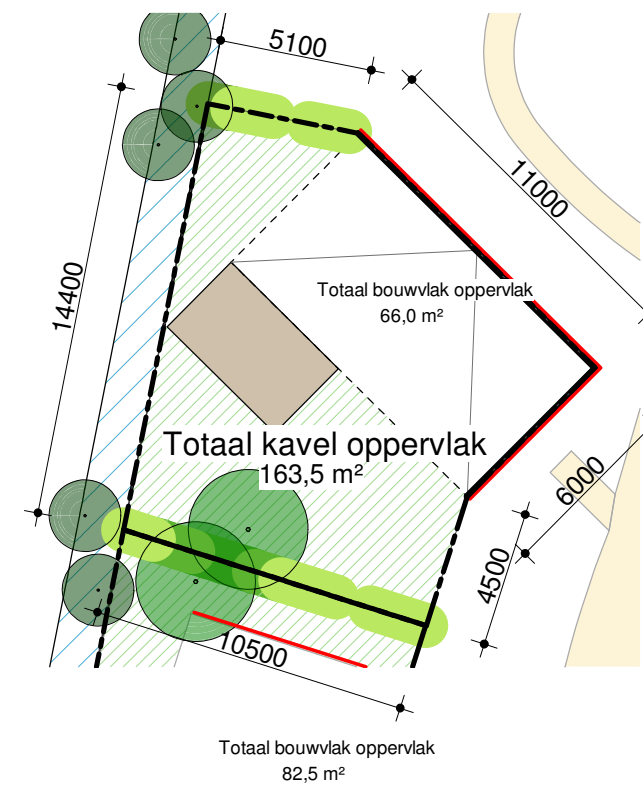 5100
11000
14400
Totaal bouwvlak oppervlak
66,0 m²
Totaal kavel oppervlak
163,5 m²
6000
4500
10500
Totaal bouwvlak oppervlak
82,5 m²